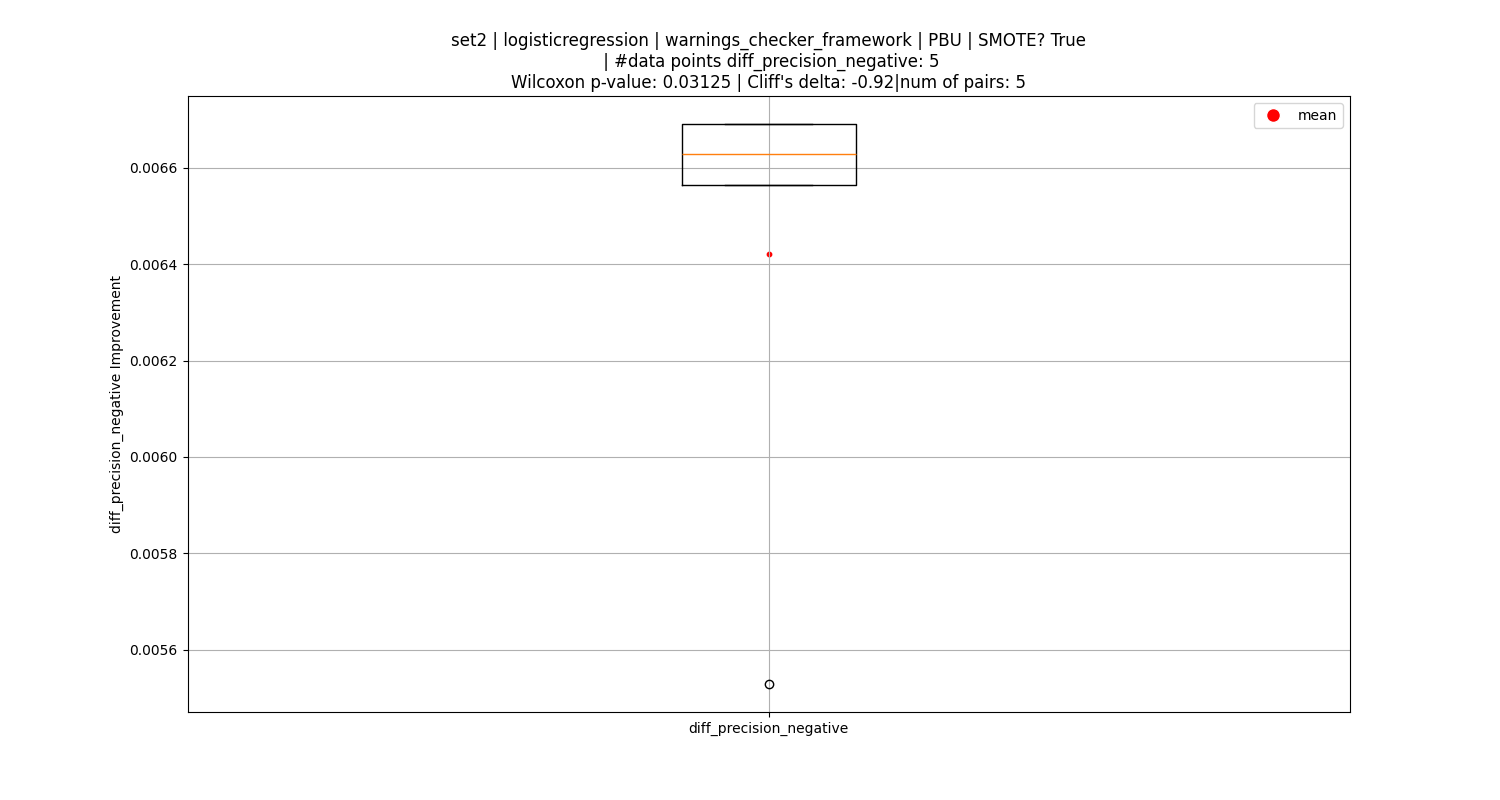 set2 | logisticregression | warnings_checker_framework | PBU | SMOTE? True
| #data points diff_precision_negative: 5
Wilcoxon p-value: 0.03125 | Cliff's delta: -0.92|num of pairs: 5
mean
0.0066
0.0064
0.0062
0.0060
0.0058
0.0056
diff_precision_negative Improvement
diff_precision_negative